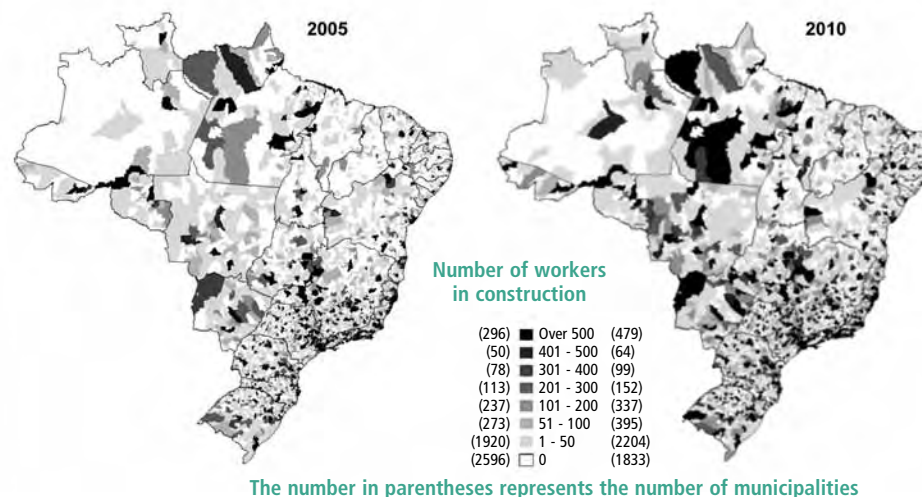 2005
2010
Number of workers
in construction
(296) Over 500 (479)
(50) 401 - 500 (64)
(78) 301 - 400 (99)
(113) 201 - 300 (152)
(237) 101 - 200 (337)
(273) 51 - 100 (395)
(1920) 1 - 50 (2204)
(2596) 0 (1833)
The number in parentheses represents the number of municipalities